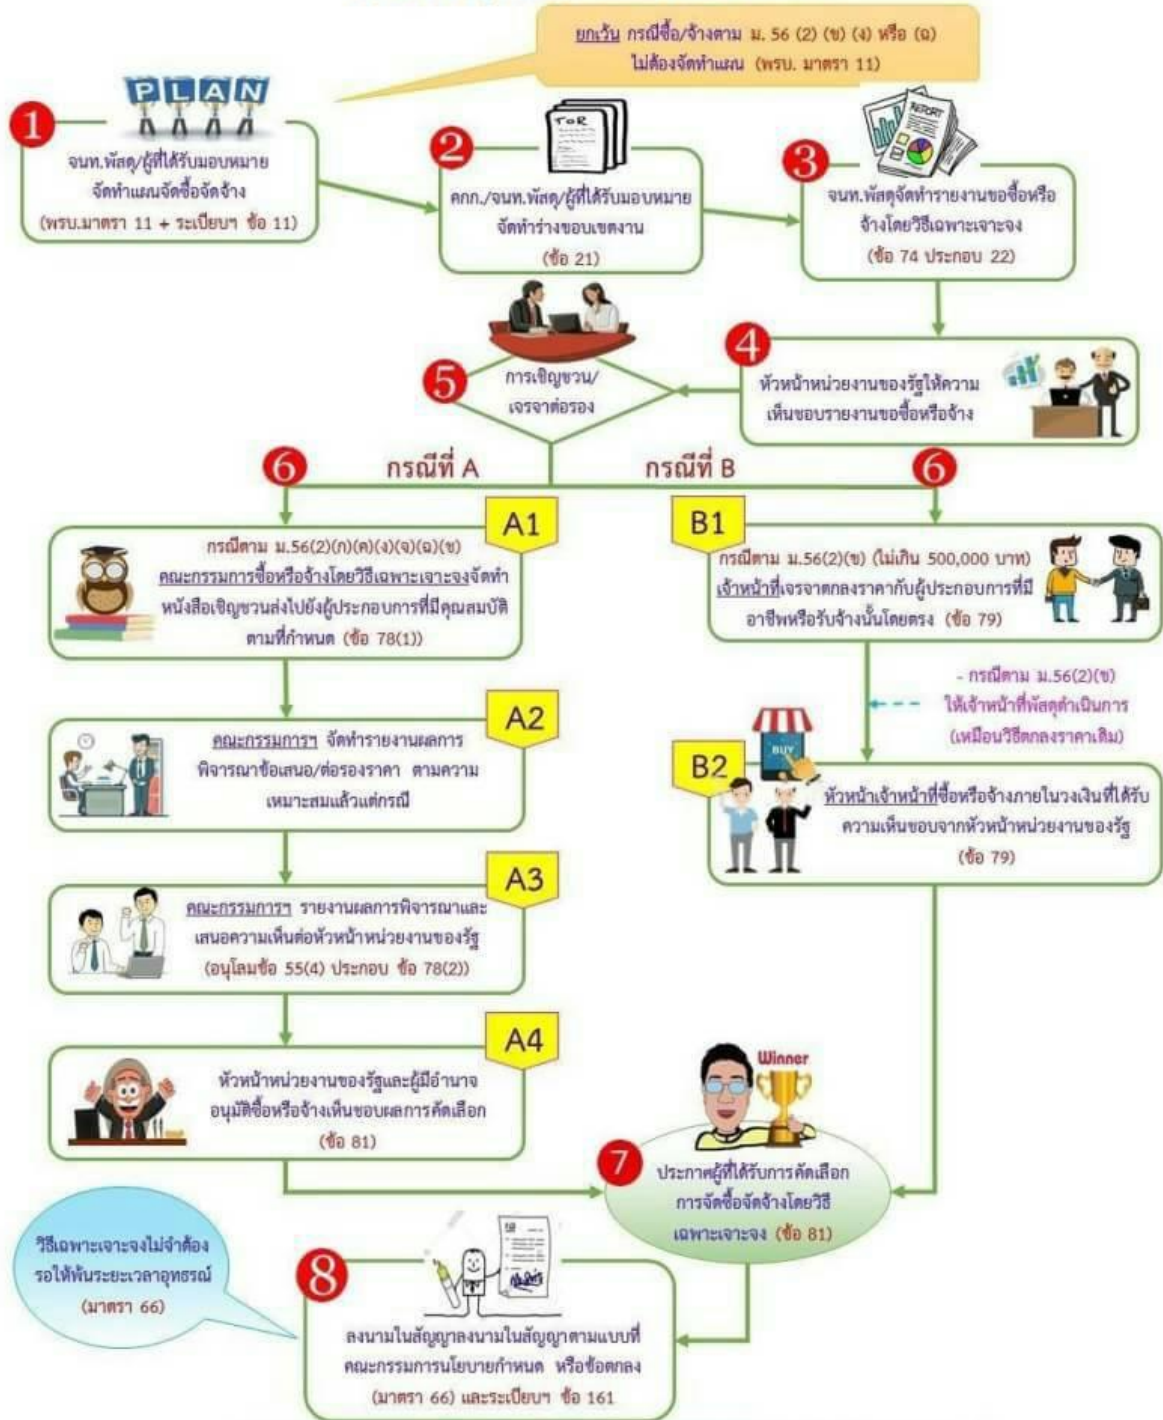 ยกเว้น กรณีซื้อ/จ้างตาม ม. 56 (2) (ข) (ง) หรือ (ฉ)
ไม่ต้องจัดทำแผน (พรบ. มาตรา 11)
PLAN
1
จนท.พัสดุ/ผู้ที่ได้รับมอบหมาย
จัดทำแผนจัดซื้อจัดจ้าง
(พรบ.มาตรา 11 + ระเบียบฯ ข้อ 11)
TOR
2
คกก./จนท.พัสดุ/ผู้ที่ได้รับมอบหมาย
จัดทำร่างขอบเขตงาน
(ข้อ 21)
REPORT
3
จนท.พัสดุจัดทำรายงานขอซื้อหรือ
จ้างโดยวิธีเฉพาะเจาะจง
(ข้อ 74 ประกอบ 22)
4
หัวหน้าหน่วยงานของรัฐให้ความ
เห็นชอบรายงานขอซื้อหรือจ้าง
5
การเชิญชวน/
เจรจาต่อรอง
6
กรณีที่ A
กรณีที่ B
6
A1
กรณีตาม ม.56(2)(ก)(ค)(ง)(จ)(ฉ)(ช)
คณะกรรมการซื้อหรือจ้างโดยวิธีเฉพาะเจาะจงจัดทำ
หนังสือเชิญชวนส่งไปยังผู้ประกอบการที่มีคุณสมบัติ
ตามที่กำหนด (ข้อ 78(1))
B1
กรณีตาม ม.56(2)(ข) (ไม่เกิน 500,000 บาท)
เจ้าหน้าที่เจรจาตกลงราคากับผู้ประกอบการที่มี
อาชีพหรือรับจ้างนั้นโดยตรง (ข้อ 79)
- กรณีตาม ม.56(2)(ข)
ให้เจ้าหน้าที่พัสดุดำเนินการ
(เหมือนวิธีตกลงราคาเดิม)
A2
คณะกรรมการฯ จัดทำรายงานผลการ
พิจารณาข้อเสนอ/ต่อรองราคา ตามความ
เหมาะสมแล้วแต่กรณี
BUY
B2
หัวหน้าเจ้าหน้าที่ซื้อหรือจ้างภายในวงเงินที่ได้รับ
ความเห็นชอบจากหัวหน้าหน่วยงานของรัฐ
(ข้อ 79)
A3
คณะกรรมการฯ รายงานผลการพิจารณาและ
เสนอความเห็นต่อหัวหน้าหน่วยงานของรัฐ
(อนุโลมข้อ 55(4) ประกอบ ข้อ 78(2))
A4
หัวหน้าหน่วยงานของรัฐและผู้มีอำนาจ
อนุมัติซื้อหรือจ้างเห็นชอบผลการคัดเลือก
(ข้อ 81)
Winner
7
ประกาศผู้ที่ได้รับการคัดเลือก
การจัดซื้อจัดจ้างโดยวิธี
เฉพาะเจาะจง (ข้อ 81)
วิธีเฉพาะเจาะจงไม่จำต้อง
รอให้พ้นระยะเวลาอุทธรณ์
(มาตรา 66)
8
ลงนามในสัญญาลงนามในสัญญาตามแบบที่
คณะกรรมการนโยบายกำหนด หรือข้อตกลง
(มาตรา 66) และระเบียบฯ ข้อ 161